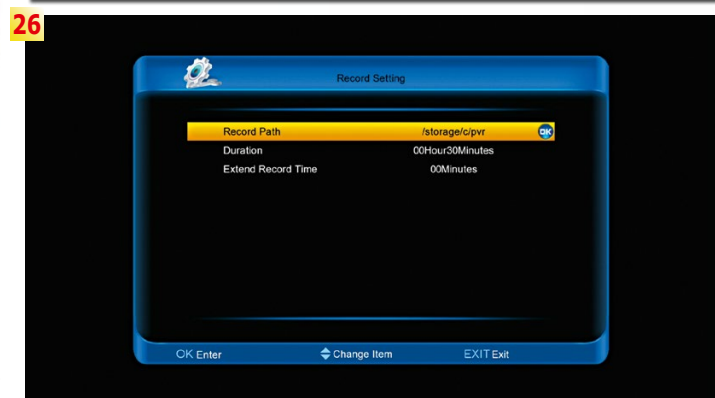 26
Record Setting
Record Path /storage/c/pvr OK
Duration 00Hour30Minutes
Extend Record Time 00Minutes
OK Enter Change Item EXIT Exit